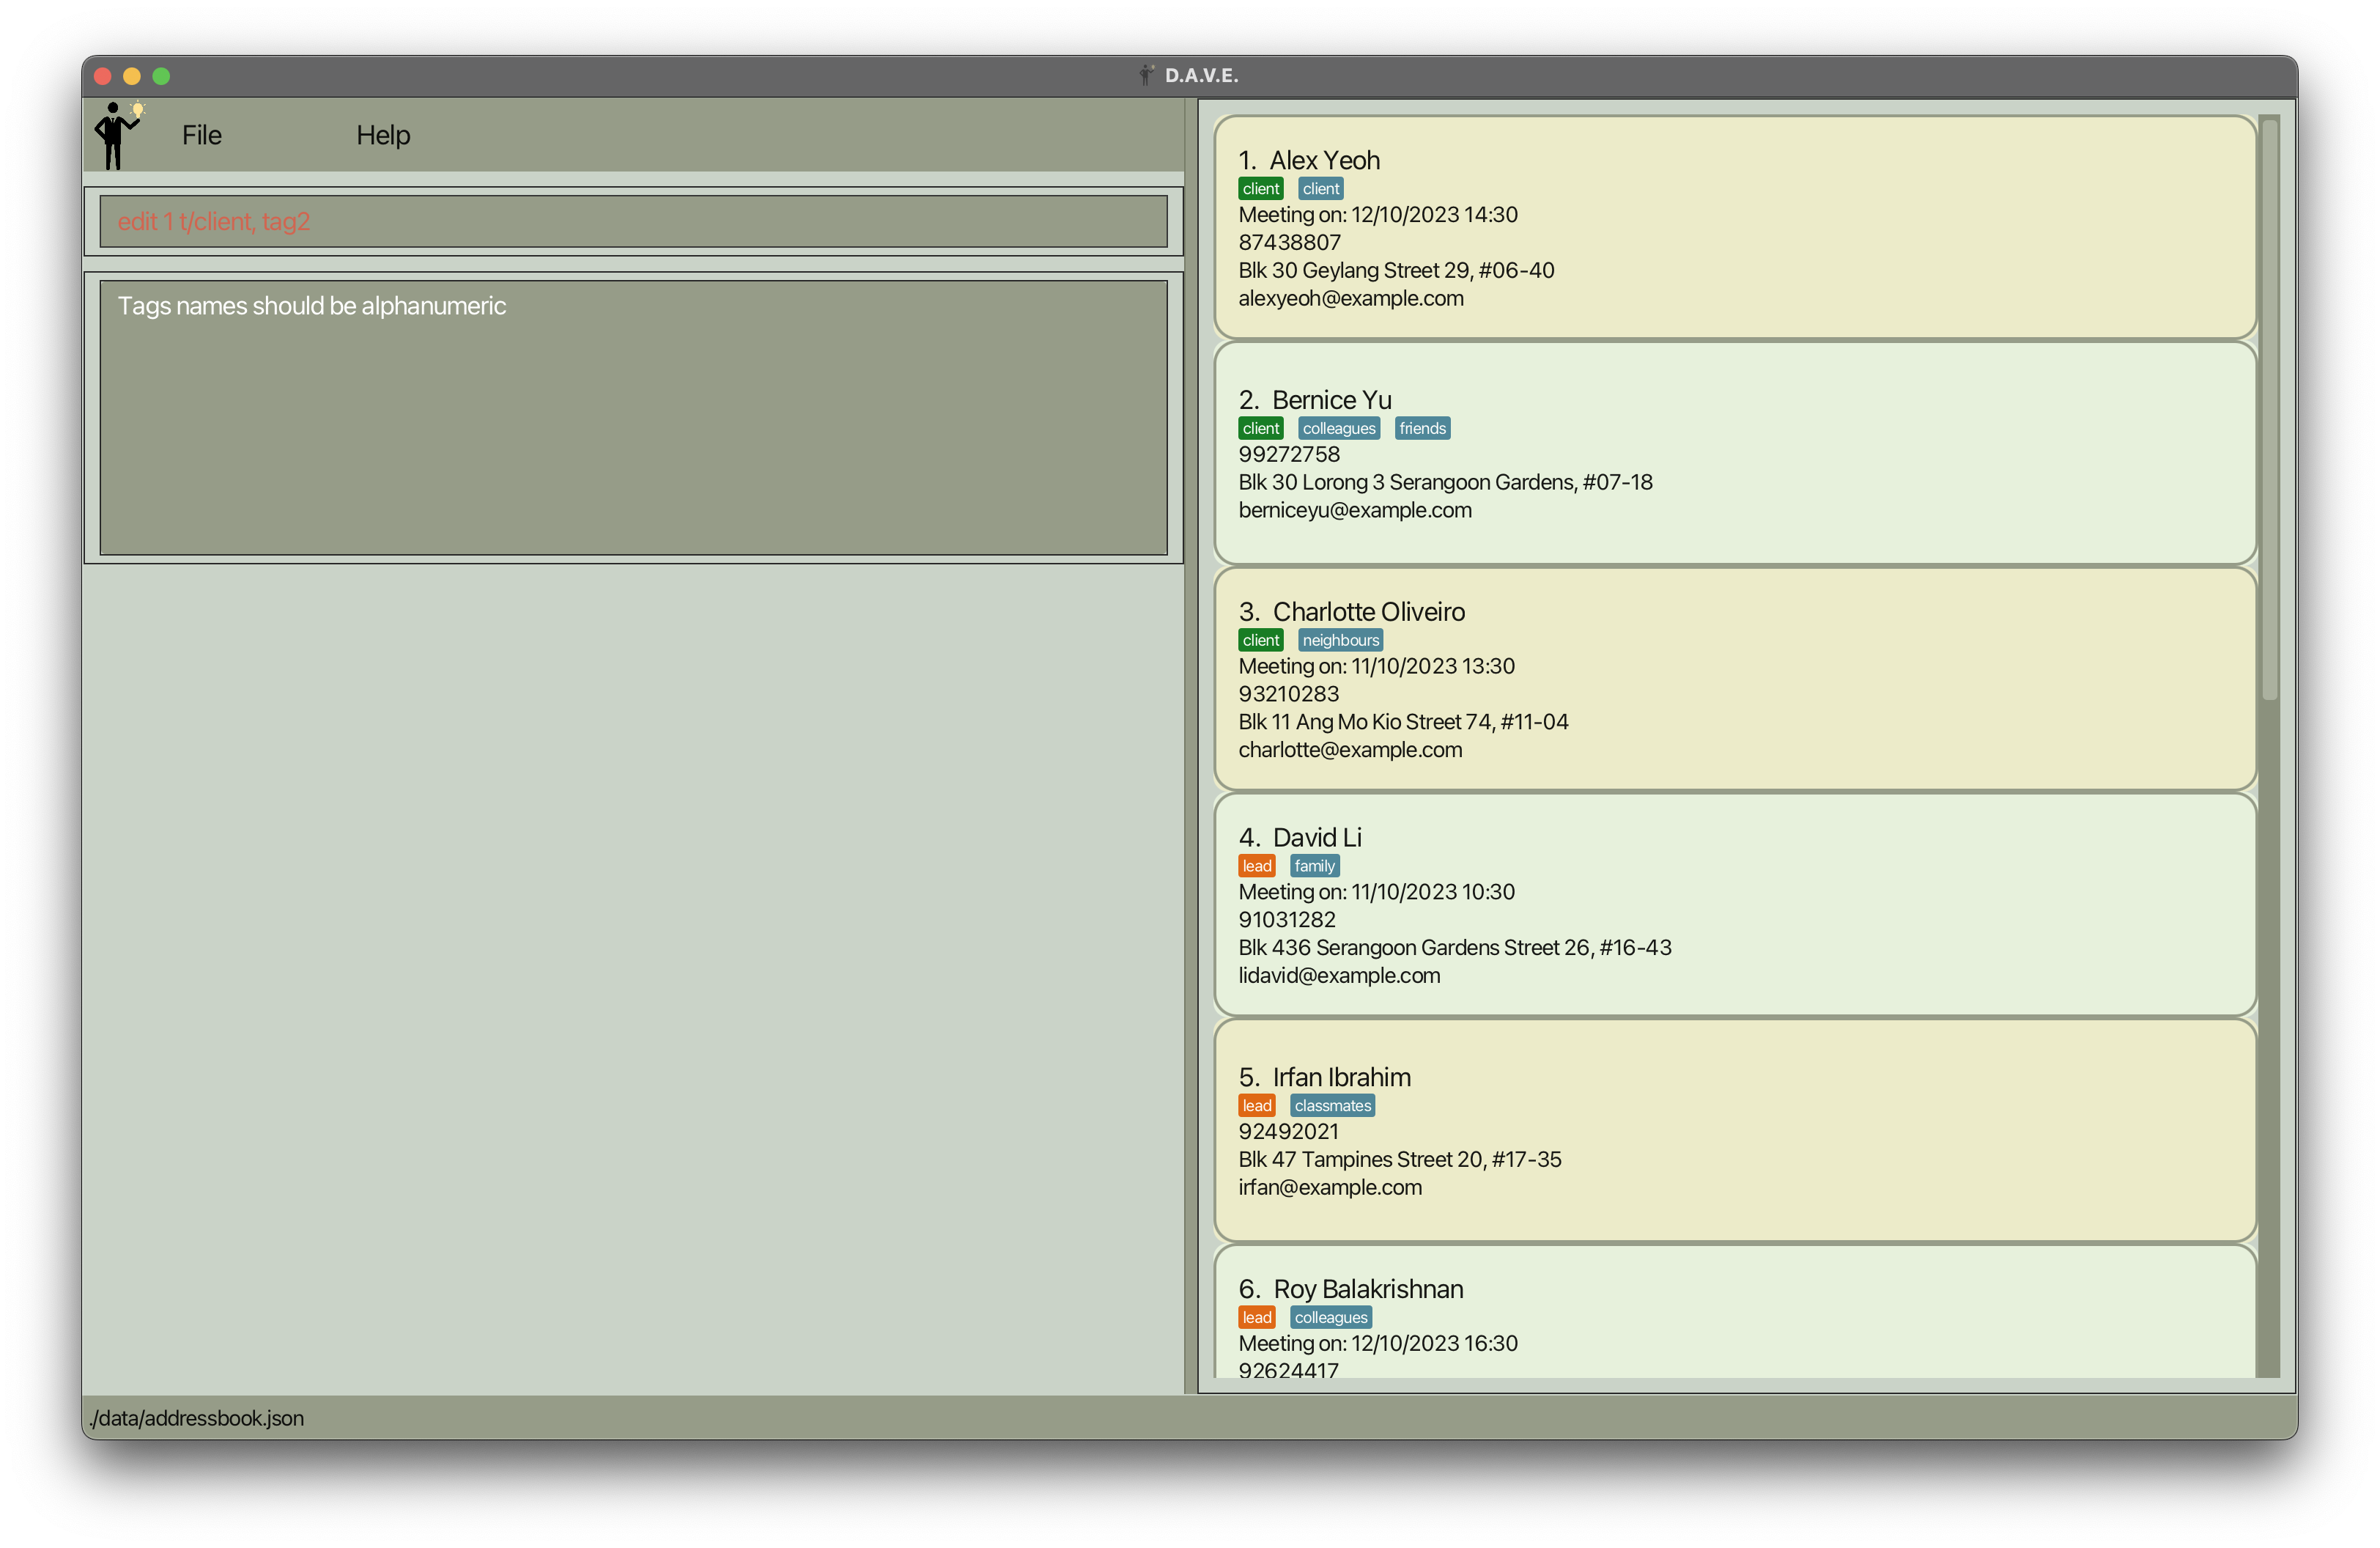 D.A.V.E.
File Help
edit 1 t/client, tag2
Tags names should be alphanumeric
1. Alex Yeoh
client client
Meeting on: 12/10/2023 14:30
87438807
Blk 30 Geylang Street 29, #06-40
alexyeoh@example.com
2. Bernice Yu
client colleagues friends
99272758
Blk 30 Lorong 3 Serangoon Gardens, #07-18
berniceyu@example.com
3. Charlotte Oliveiro
client neighbours
Meeting on: 11/10/2023 13:30
93210283
Blk 11 Ang Mo Kio Street 74, #11-04
charlotte@example.com
4. David Li
lead family
Meeting on: 11/10/2023 10:30
91031282
Blk 436 Serangoon Gardens Street 26, #16-43
lidavid@example.com
5. Irfan Ibrahim
lead classmates
92492021
Blk 47 Tampines Street 20, #17-35
irfan@example.com
6. Roy Balakrishnan
lead colleagues
Meeting on: 12/10/2023 16:30
92624417
./data/addressbook.json